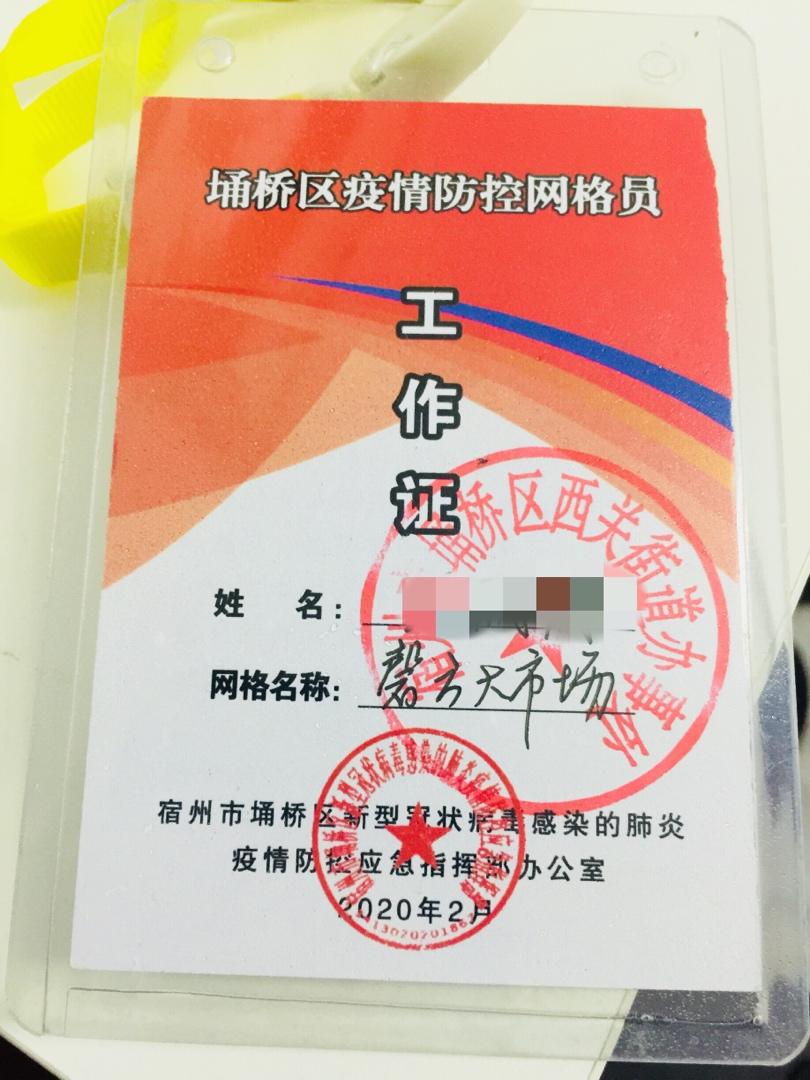 埇桥区疫情防控网格员
工
作
证
埇桥区西关街道办事处
姓 名：
网格名称：磬云大市场
宿州市埇桥区新型冠状病毒感染的肺炎
疫情防控应急指挥部办公室
2020年2月